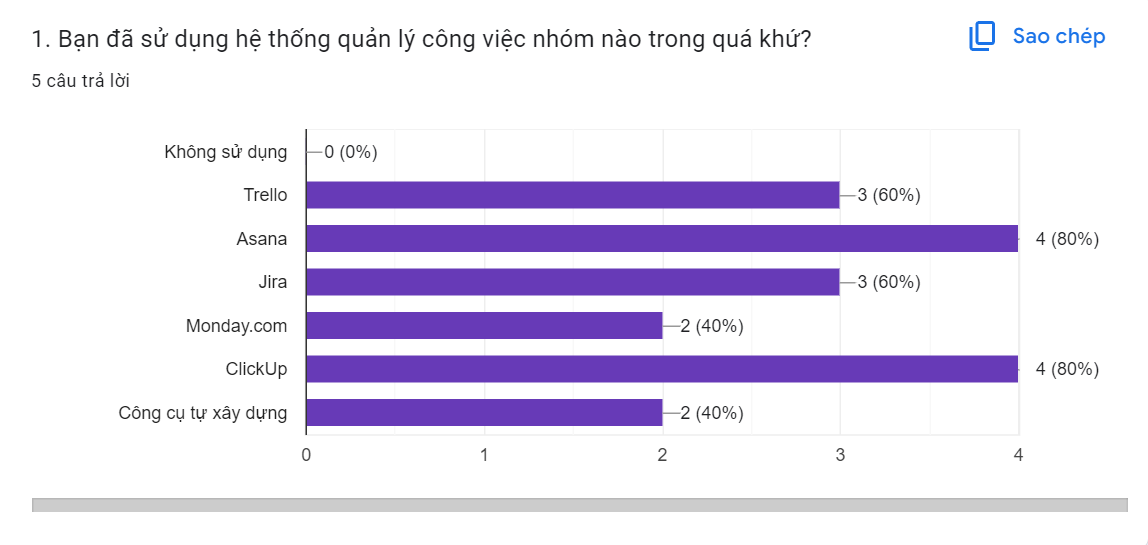 1. Bạn đã sử dụng hệ thống quản lý công việc nhóm nào trong quá khứ?
Sao chép
5 câu trả lời
Không sử dụng 0 (0%)
Trello 3 (60%)
Asana 4 (80%)
Jira 3 (60%)
Monday.com 2 (40%)
ClickUp 4 (80%)
Công cụ tự xây dựng 2 (40%)
0 1 2 3 4